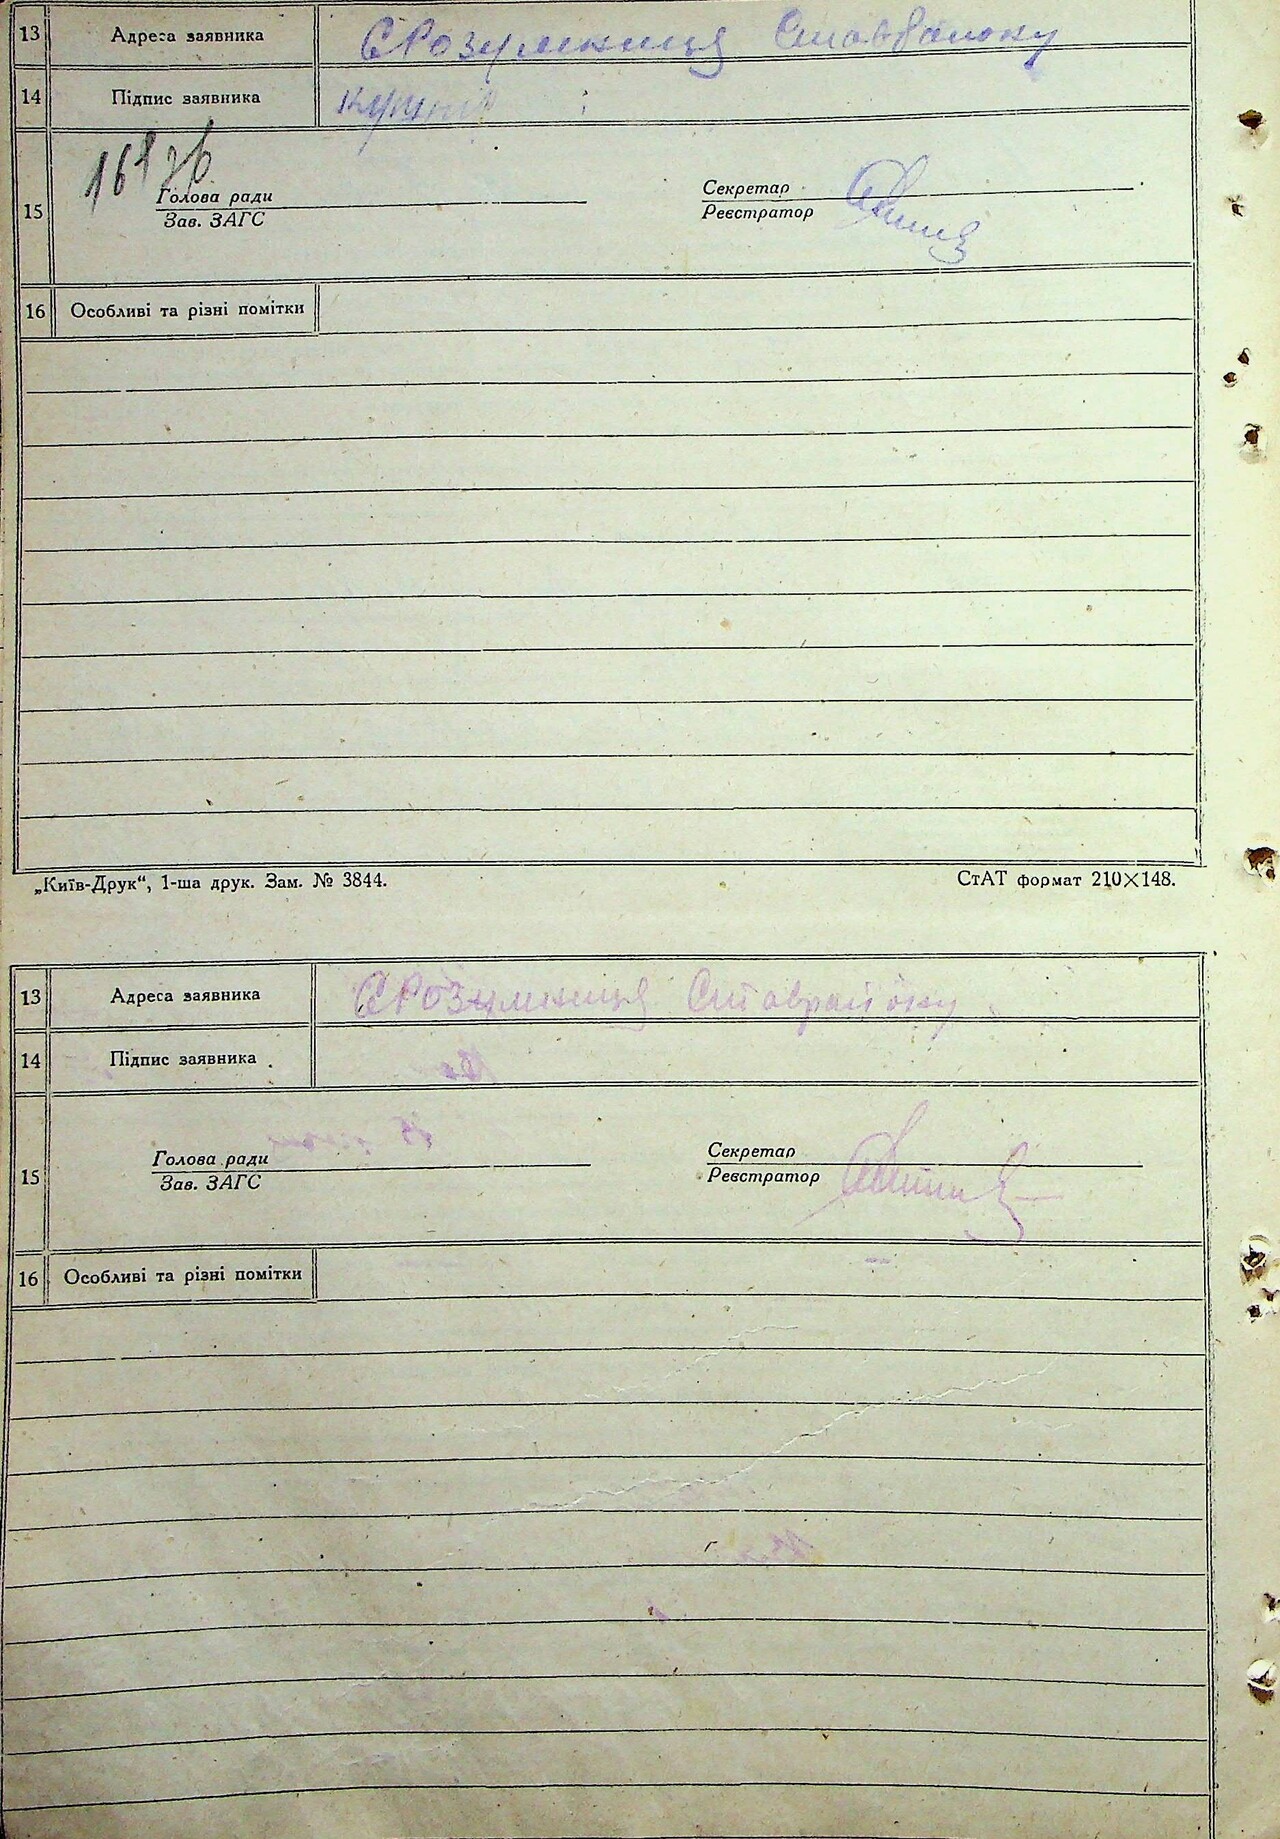 13 Адреса заявника с Розумниця Ставрайону
14 Підпис заявника
15 Голова ради Секретар
Зав. ЗАГС Реєстратор
16 Особливі та різні помітки
„Київ-Друк“, 1-ша друк. Зам. № 3844. СтАТ формат 210×148.
13 Адреса заявника с Розумниця Ставрайону
14 Підпис заявника
15 Голова ради Секретар
Зав. ЗАГС Реєстратор
16 Особливі та різні помітки